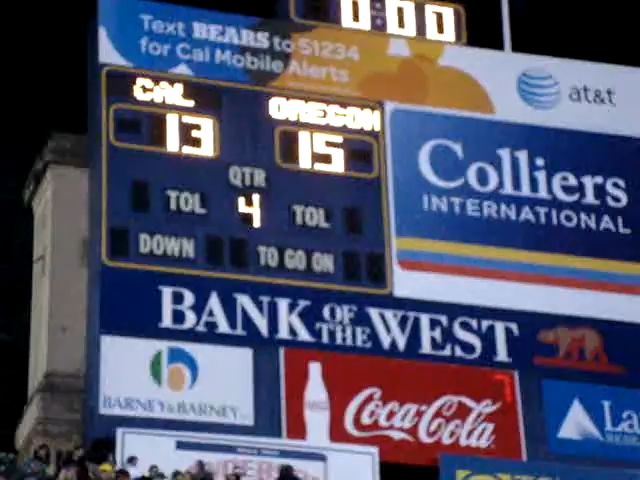 0:00
Text BEARS to 51234
for Cal Mobile Alerts
at&t
CAL
OREGON
13
15
QTR
TOL
4
TOL
DOWN
TO GO ON
Colliers
INTERNATIONAL
BANK OF THE WEST
BARNEY & BARNEY
Coca-Cola